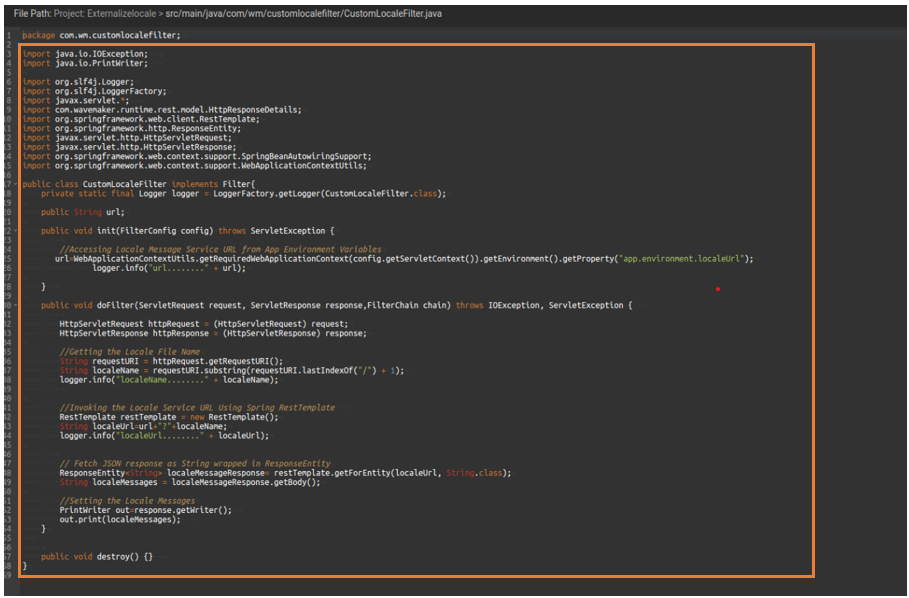 File Path: Project: Externalizelocale > src/main/java/com/wm/customlocalefilter/CustomLocaleFilter.java
1 package com.wm.customlocalefilter;
2
3 import java.io.IOException;
4 import java.io.PrintWriter;
5
6 import org.slf4j.Logger;
7 import org.slf4j.LoggerFactory;
8 import javax.servlet.*;
9 import com.wavemaker.runtime.rest.model.HttpResponseDetails;
10 import org.springframework.web.client.RestTemplate;
11 import org.springframework.http.ResponseEntity;
12 import javax.servlet.http.HttpServletRequest;
13 import javax.servlet.http.HttpServletResponse;
14 import org.springframework.web.context.support.SpringBeanAutowiringSupport;
15 import org.springframework.web.context.support.WebApplicationContextUtils;
16
17 public class CustomLocaleFilter implements Filter{
18 private static final Logger logger = LoggerFactory.getLogger(CustomLocaleFilter.class);
19
20 public String url;
21
22 public void init(FilterConfig config) throws ServletException {
23
24 //Accessing Lacale Message Service URL from App Environment Variables
25 url=WebApplicationContextUtils.getRequiredWebApplicationContext(config.getServletContext()).getEnvironment().getProperty("app.environment.localeUrl");
26 logger.info("url........" + url);
27
28 }
29
30 public void doFilter(ServletRequest request, ServletResponse response,FilterChain chain) throws IOException, ServletException {
31
32 HttpServletRequest httpRequest = (HttpServletRequest) request;
33 HttpServletResponse httpResponse = (HttpServletResponse) response;
34
35 //Getting the Locale File Name
36 String requestURI = httpRequest.getRequestURI();
37 String localeName = requestURI.substring(requestURI.lastIndexOf("/") + 1);
38 logger.info("localeName........" + localeName);
39
40
41 //Invoking the Locale Service URL Using Spring RestTemplate
42 RestTemplate restTemplate = new RestTemplate();
43 String localeUrl=url+"?"+localeName;
44 logger.info("localeUrl........" + localeUrl);
45
46
47 // Fetch JSON response as String wrapped in ResponseEntity
48 ResponseEntity<String> localeMessageResponse= restTemplate.getForEntity(localeUrl, String.class);
49 String localeMessages = localeMessageResponse.getBody();
50
51 //Setting the Locale Messages
52 PrintWriter out=response.getWriter();
53 out.print(localeMessages);
54 }
55
56
57 public void destroy() {}
58 }
59